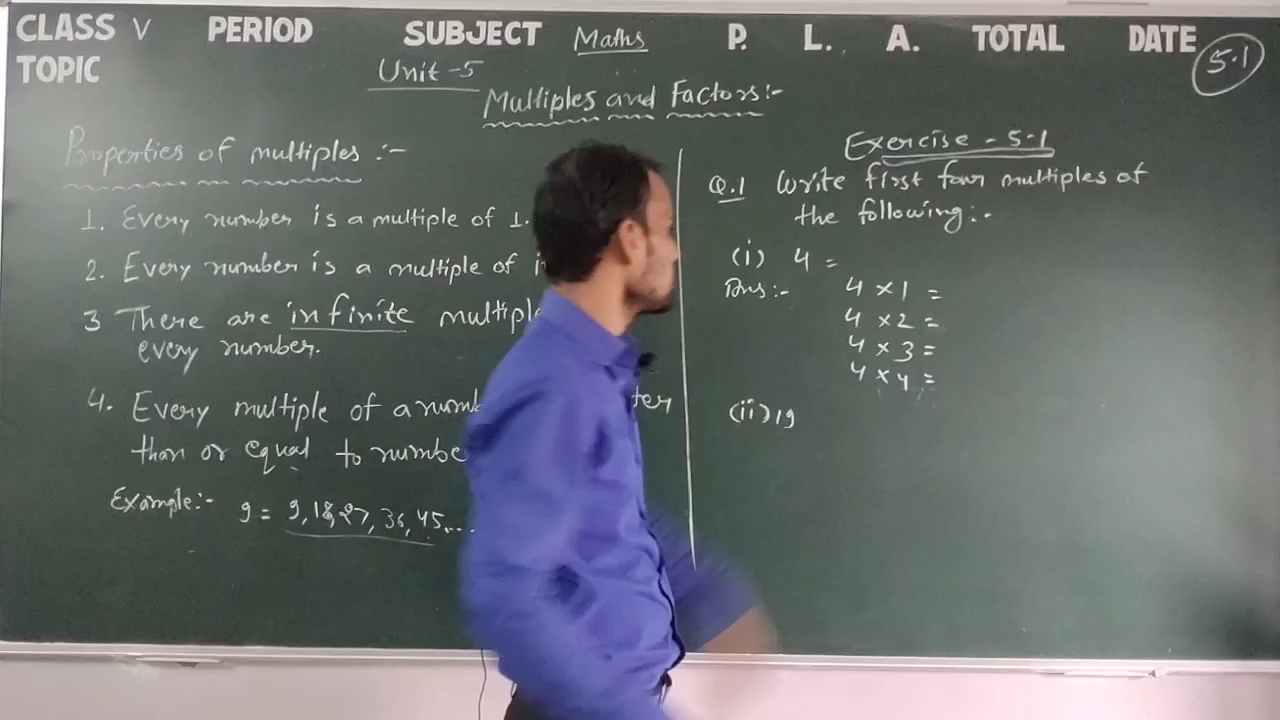 CLASS V PERIOD SUBJECT Maths P. L. A. TOTAL DATE
TOPIC
Unit-5
5.1
Multiples and Factors:-
Properties of multiples :-
1. Every number is a multiple of 1.
2. Every number is a multiple of
3 There are infinite
every number.
4. Every multiple of a
than or equal to
Example:- 9 = 9, 18, 27, 36, 45,...
Exercise - 5.1
Q.1 Write first four multiples of
the following:-
(i) 4 =
Ans:- 4 × 1 =
4 × 2 =
4 × 3 =
4 × 4 =
(ii) 19